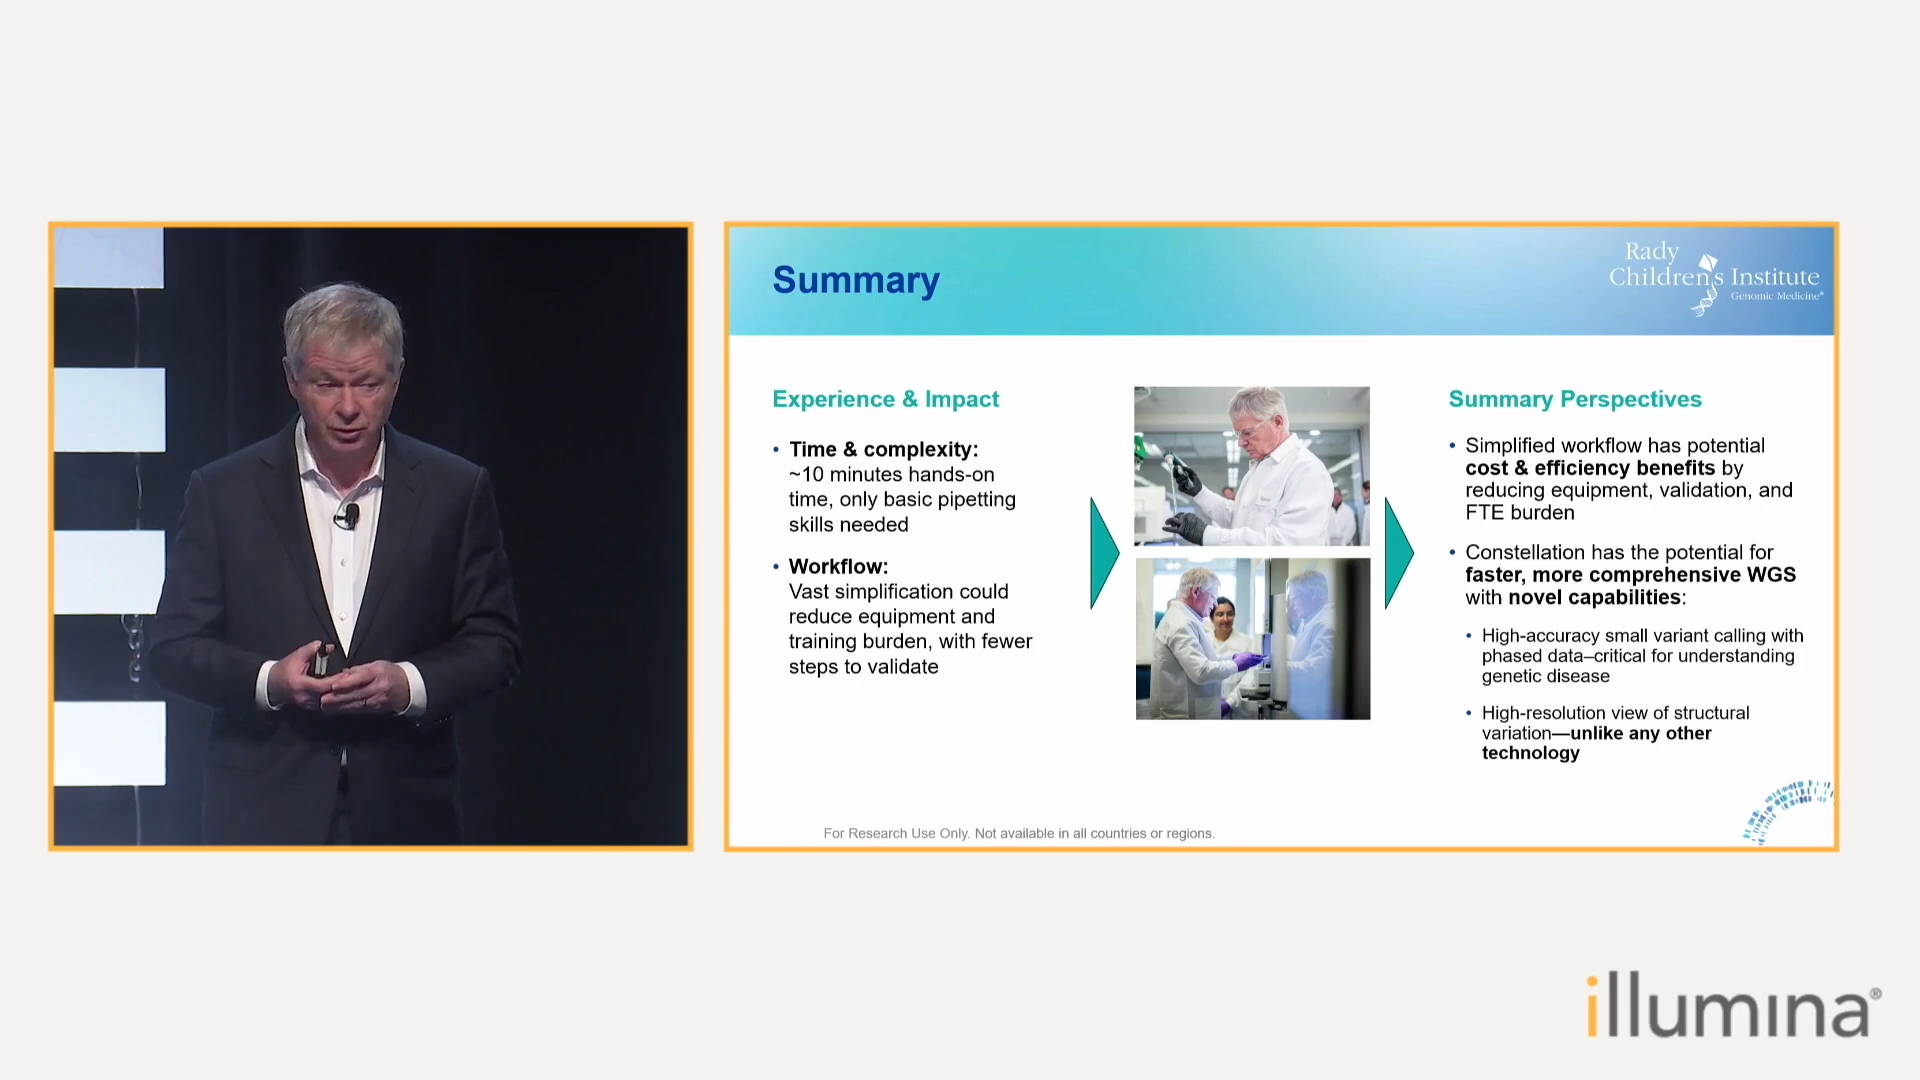 Summary
Rady
Children's Institute
Genomic Medicine®
Experience & Impact
• Time & complexity:
~10 minutes hands-on
time, only basic pipetting
skills needed
• Workflow:
Vast simplification could
reduce equipment and
training burden, with fewer
steps to validate
Summary Perspectives
• Simplified workflow has potential
cost & efficiency benefits by
reducing equipment, validation, and
FTE burden
• Constellation has the potential for
faster, more comprehensive WGS
with novel capabilities:
• High-accuracy small variant calling with
phased data–critical for understanding
genetic disease
• High-resolution view of structural
variation—unlike any other
technology
For Research Use Only. Not available in all countries or regions.
illumina®